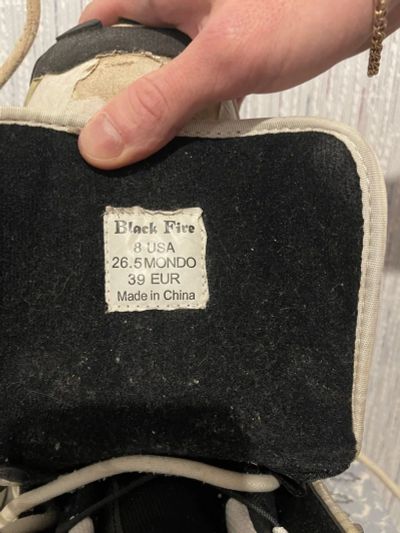 Black Fire
8 USA
26.5 MONDO
39 EUR
Made in China